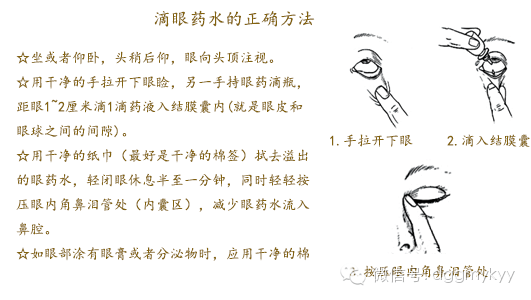 滴眼药水的正确方法
☆坐或者仰卧，头稍后仰，眼向头顶注视。
☆用干净的手拉开下眼睑，另一手持眼药滴瓶，
距眼1~2厘米滴1滴药液入结膜囊内(就是眼皮和
眼球之间的间隙)。
☆用干净的纸巾（最好是干净的棉签）拭去溢出
的眼药水，轻闭眼休息半至一分钟，同时轻轻按
压眼内角鼻泪管处（内囊区），减少眼药水流入
鼻腔。
☆如眼部涂有眼膏或者分泌物时，应用干净的棉
1.手拉开下眼
2.滴入结膜囊
3.按压眼内角鼻泪管处
微信号: